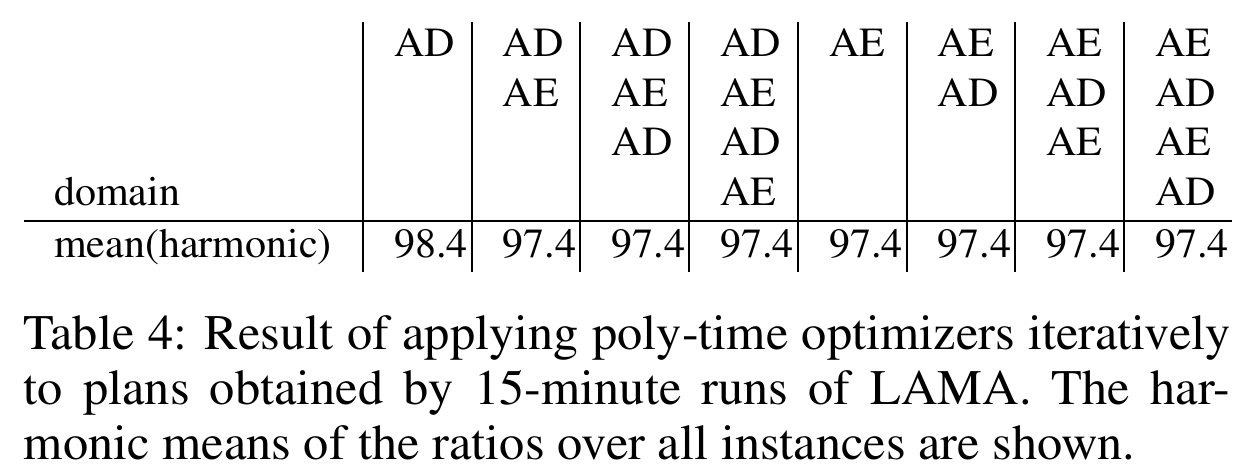 AD AD AD AD AE AE AE AE
AE AE AE AD AD AD
AD AD AE AE
domain AE AD
mean(harmonic) 98.4 97.4 97.4 97.4 97.4 97.4 97.4 97.4
Table 4: Result of applying poly-time optimizers iteratively
to plans obtained by 15-minute runs of LAMA. The har-
monic means of the ratios over all instances are shown.